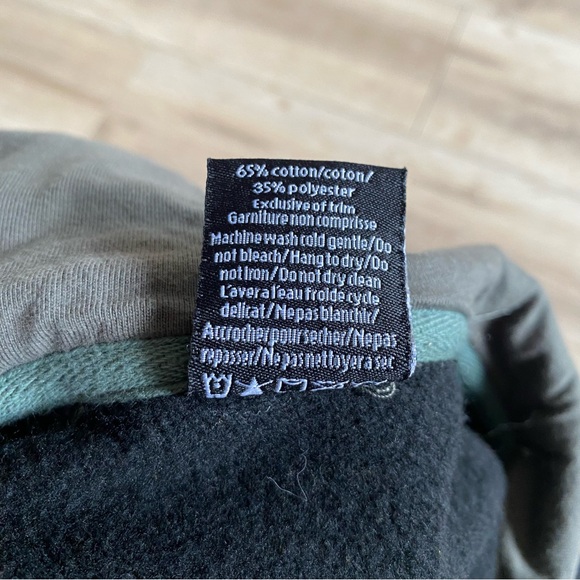 65% cotton/coton/
35% polyester
Exclusive of trim
Garniture non comprisse
Machine wash cold gentle/Do
not bleach/Hang to dry/Do
not Iron/Do not dry clean
L'avera l'eau froide cycle
delicat/Ne pas blanchir/
Accrocher pour secher/Ne pas
repasser/Ne pas nettoyer a sec